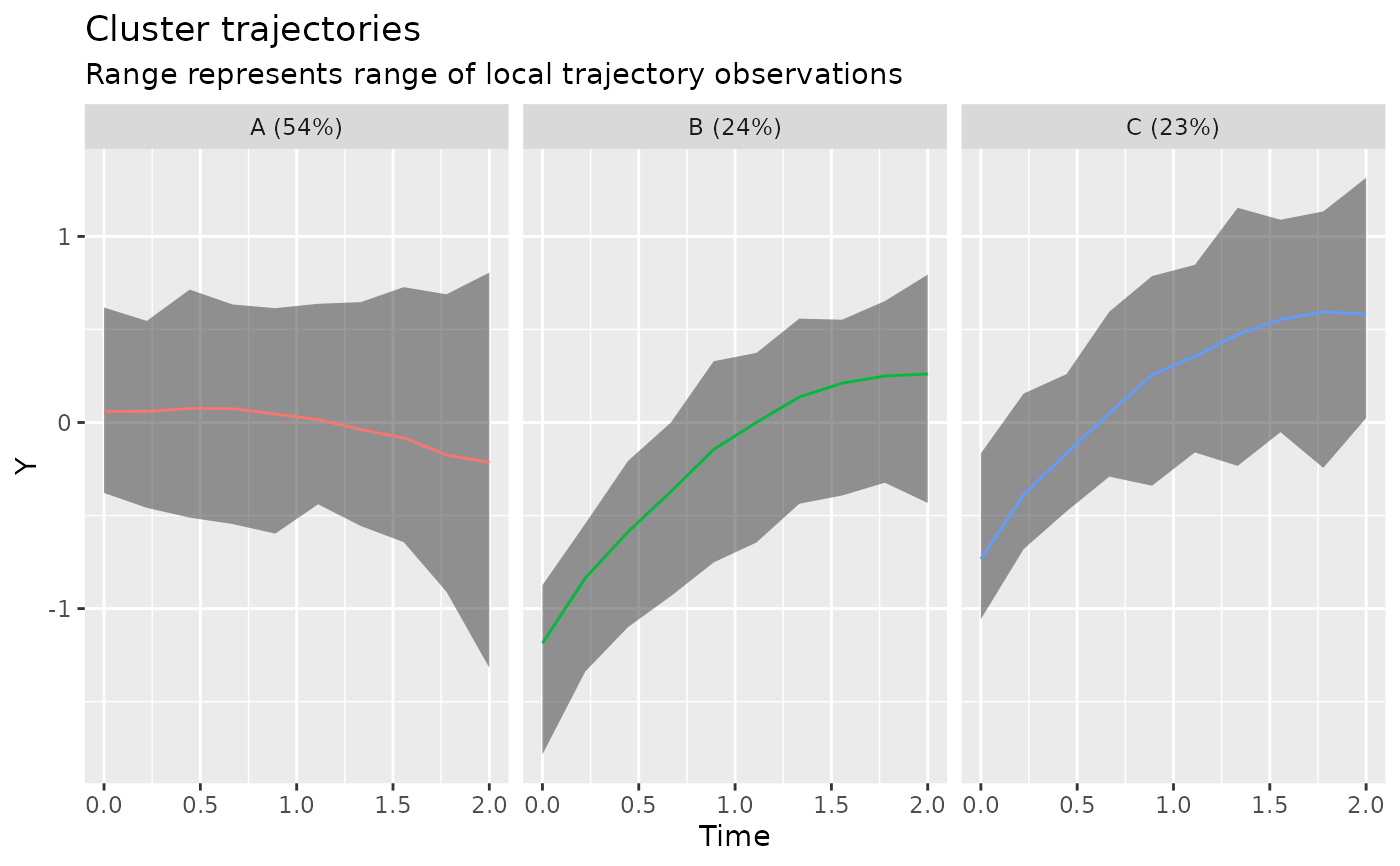 Cluster trajectories
Range represents range of local trajectory observations
A (54%)
B (24%)
C (23%)
1
0
-1
Y
0.0 0.5 1.0 1.5 2.0
0.0 0.5 1.0 1.5 2.0
0.0 0.5 1.0 1.5 2.0
Time